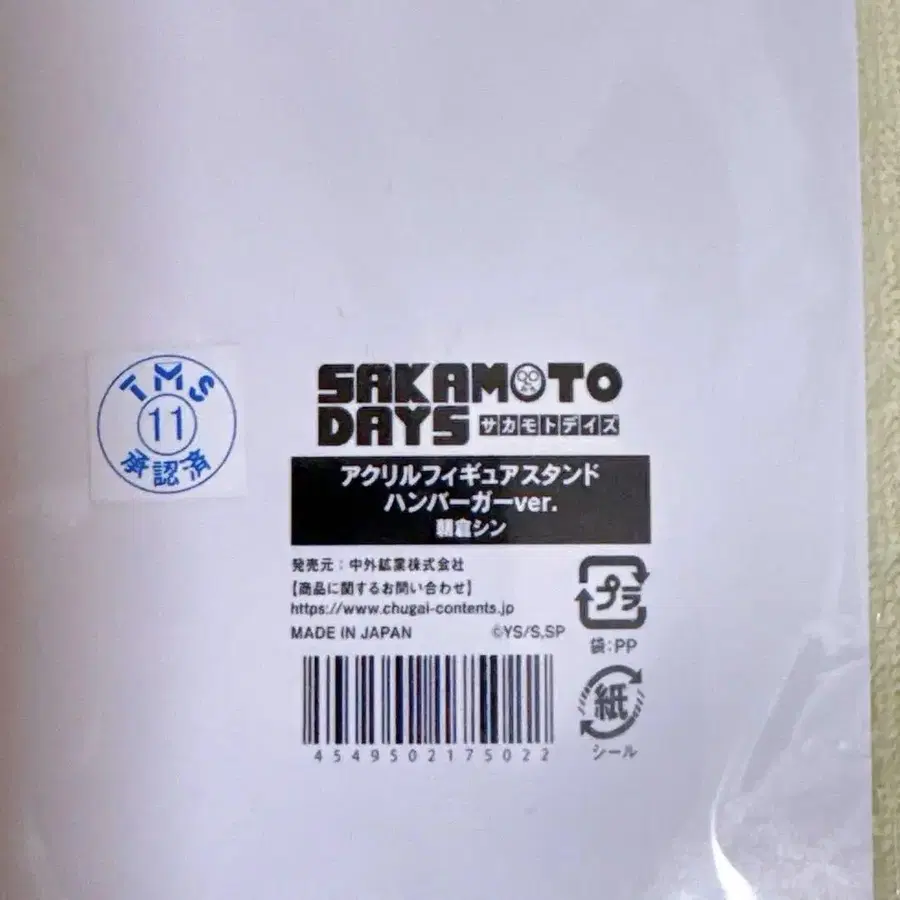 TMS
11
承認済
SAKAMOTO
DAYS サカモトデイズ
アクリルフィギュアスタンド
ハンバーガーver.
朝倉シン
発売元：中外鉱業株式会社
【商品に関するお問い合わせ】
https://www.chugai-contents.jp
MADE IN JAPAN ©YS/S,SP
プラ
袋:PP
紙
シール
4549502175022